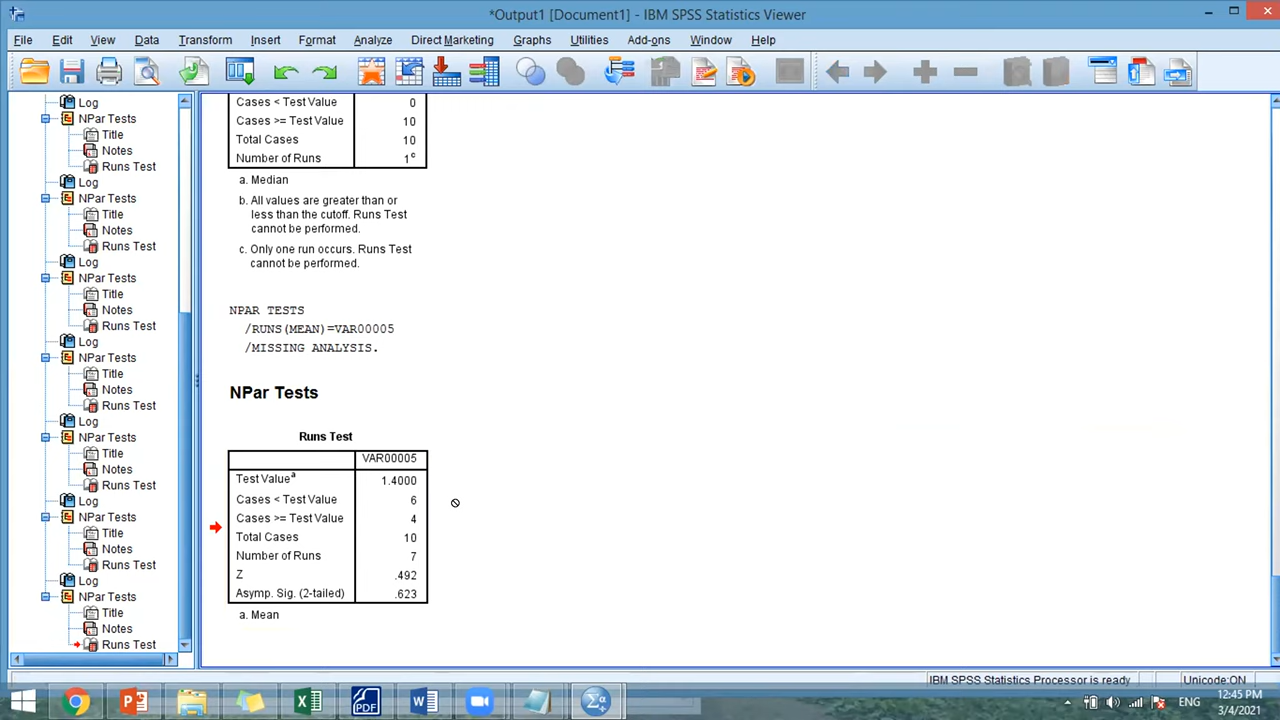 *Output1 [Document1] - IBM SPSS Statistics Viewer
File Edit View Data Transform Insert Format Analyze Direct Marketing Graphs Utilities Add-ons Window Help
Log
NPar Tests
Title
Notes
Runs Test
Log
NPar Tests
Title
Notes
Runs Test
Log
NPar Tests
Title
Notes
Runs Test
Log
NPar Tests
Title
Notes
Runs Test
Log
NPar Tests
Title
Notes
Runs Test
Log
NPar Tests
Title
Notes
Runs Test
Log
NPar Tests
Title
Notes
Runs Test
Cases < Test Value 0
Cases >= Test Value 10
Total Cases 10
Number of Runs 1c
a. Median
b. All values are greater than or
less than the cutoff. Runs Test
cannot be performed.
c. Only one run occurs. Runs Test
cannot be performed.
NPAR TESTS
/RUNS(MEAN)=VAR00005
/MISSING ANALYSIS.
NPar Tests
Runs Test
VAR00005
Test Valuea 1.4000
Cases < Test Value 6
Cases >= Test Value 4
Total Cases 10
Number of Runs 7
Z .492
Asymp. Sig. (2-tailed) .623
a. Mean
IBM SPSS Statistics Processor is ready Unicode:ON
PDF
ENG
12:45 PM
3/4/2021